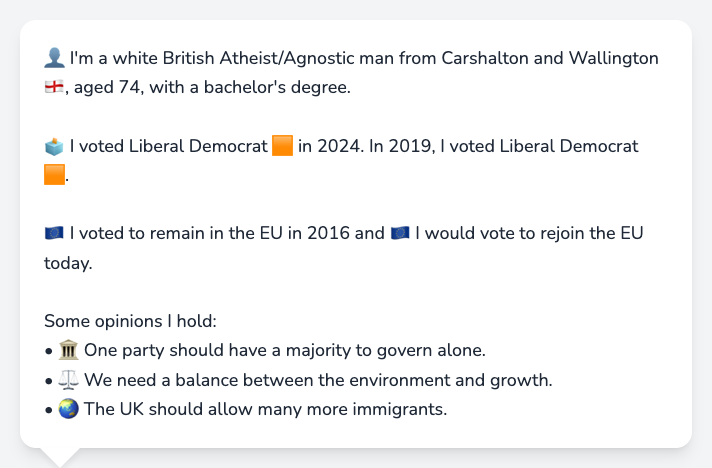 👤 I'm a white British Atheist/Agnostic man from Carshalton and Wallington
🏴󠁧󠁢󠁥󠁮󠁧󠁿, aged 74, with a bachelor's degree.
🗳️ I voted Liberal Democrat 🟧 in 2024. In 2019, I voted Liberal Democrat
🟧.
🇪🇺 I voted to remain in the EU in 2016 and 🇪🇺 I would vote to rejoin the EU
today.
Some opinions I hold:
• 🏛️ One party should have a majority to govern alone.
• ⚖️ We need a balance between the environment and growth.
• 🌏 The UK should allow many more immigrants.